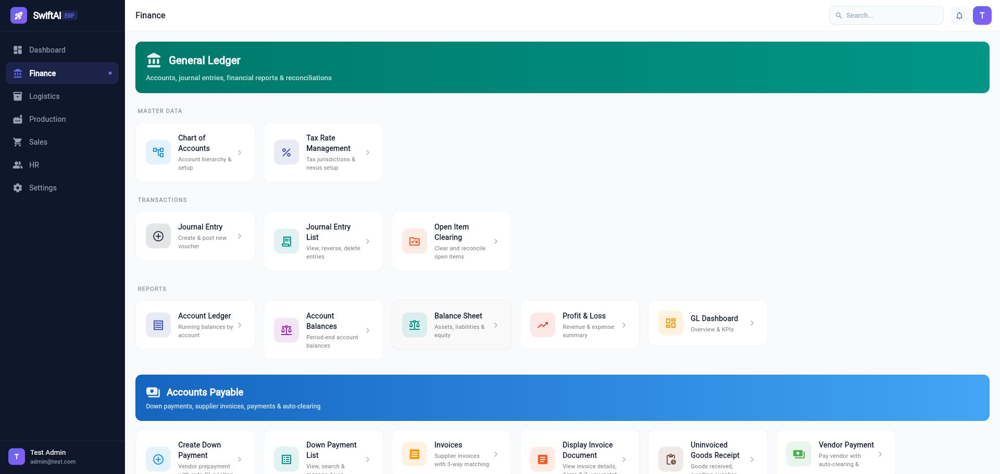 SwiftAI ERP
Finance
Search...
T
Dashboard
Finance
Logistics
Production
Sales
HR
Settings
General Ledger
Accounts, journal entries, financial reports & reconciliations
MASTER DATA
Chart of
Accounts
Account hierarchy &
setup
Tax Rate
Management
Tax jurisdictions &
nexus setup
TRANSACTIONS
Journal Entry
Create & post new
voucher
Journal Entry
List
View, reverse, delete
entries
Open Item
Clearing
Clear and reconcile
open items
REPORTS
Account Ledger
Running balances by
account
Account
Balances
Period-end account
balances
Balance Sheet
Assets, liabilities &
equity
Profit & Loss
Revenue & expense
summary
GL Dashboard
Overview & KPIs
Accounts Payable
Down payments, supplier invoices, payments & auto-clearing
Create Down
Payment
Vendor prepayment
Down Payment
List
View, search &
Invoices
Supplier invoices
with 3-way matching
Display Invoice
Document
View invoice details,
Uninvoiced
Goods Receipt
Goods received,
Vendor Payment
Pay vendor with
auto-clearing &
T
Test Admin
admin@test.com